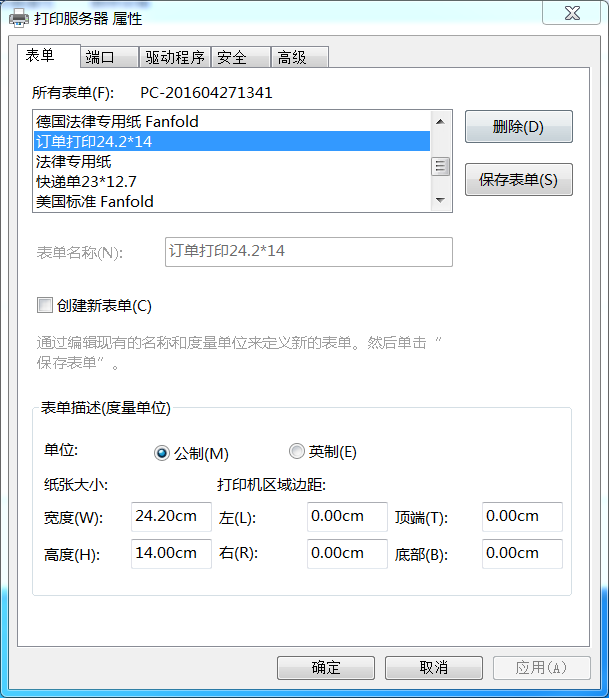 打印服务器 属性
表单 端口 驱动程序 安全 高级
所有表单(F): PC-201604271341
德国法律专用纸 Fanfold
订单打印24.2*14
法律专用纸
快递单23*12.7
美国标准 Fanfold
删除(D)
保存表单(S)
表单名称(N): 订单打印24.2*14
创建新表单(C)
通过编辑现有的名称和度量单位来定义新的表单。然后单击“
保存表单”。
表单描述(度量单位)
单位: 公制(M) 英制(E)
纸张大小: 打印机区域边距:
宽度(W): 24.20cm 左(L): 0.00cm 顶端(T): 0.00cm
高度(H): 14.00cm 右(R): 0.00cm 底部(B): 0.00cm
确定 取消 应用(A)